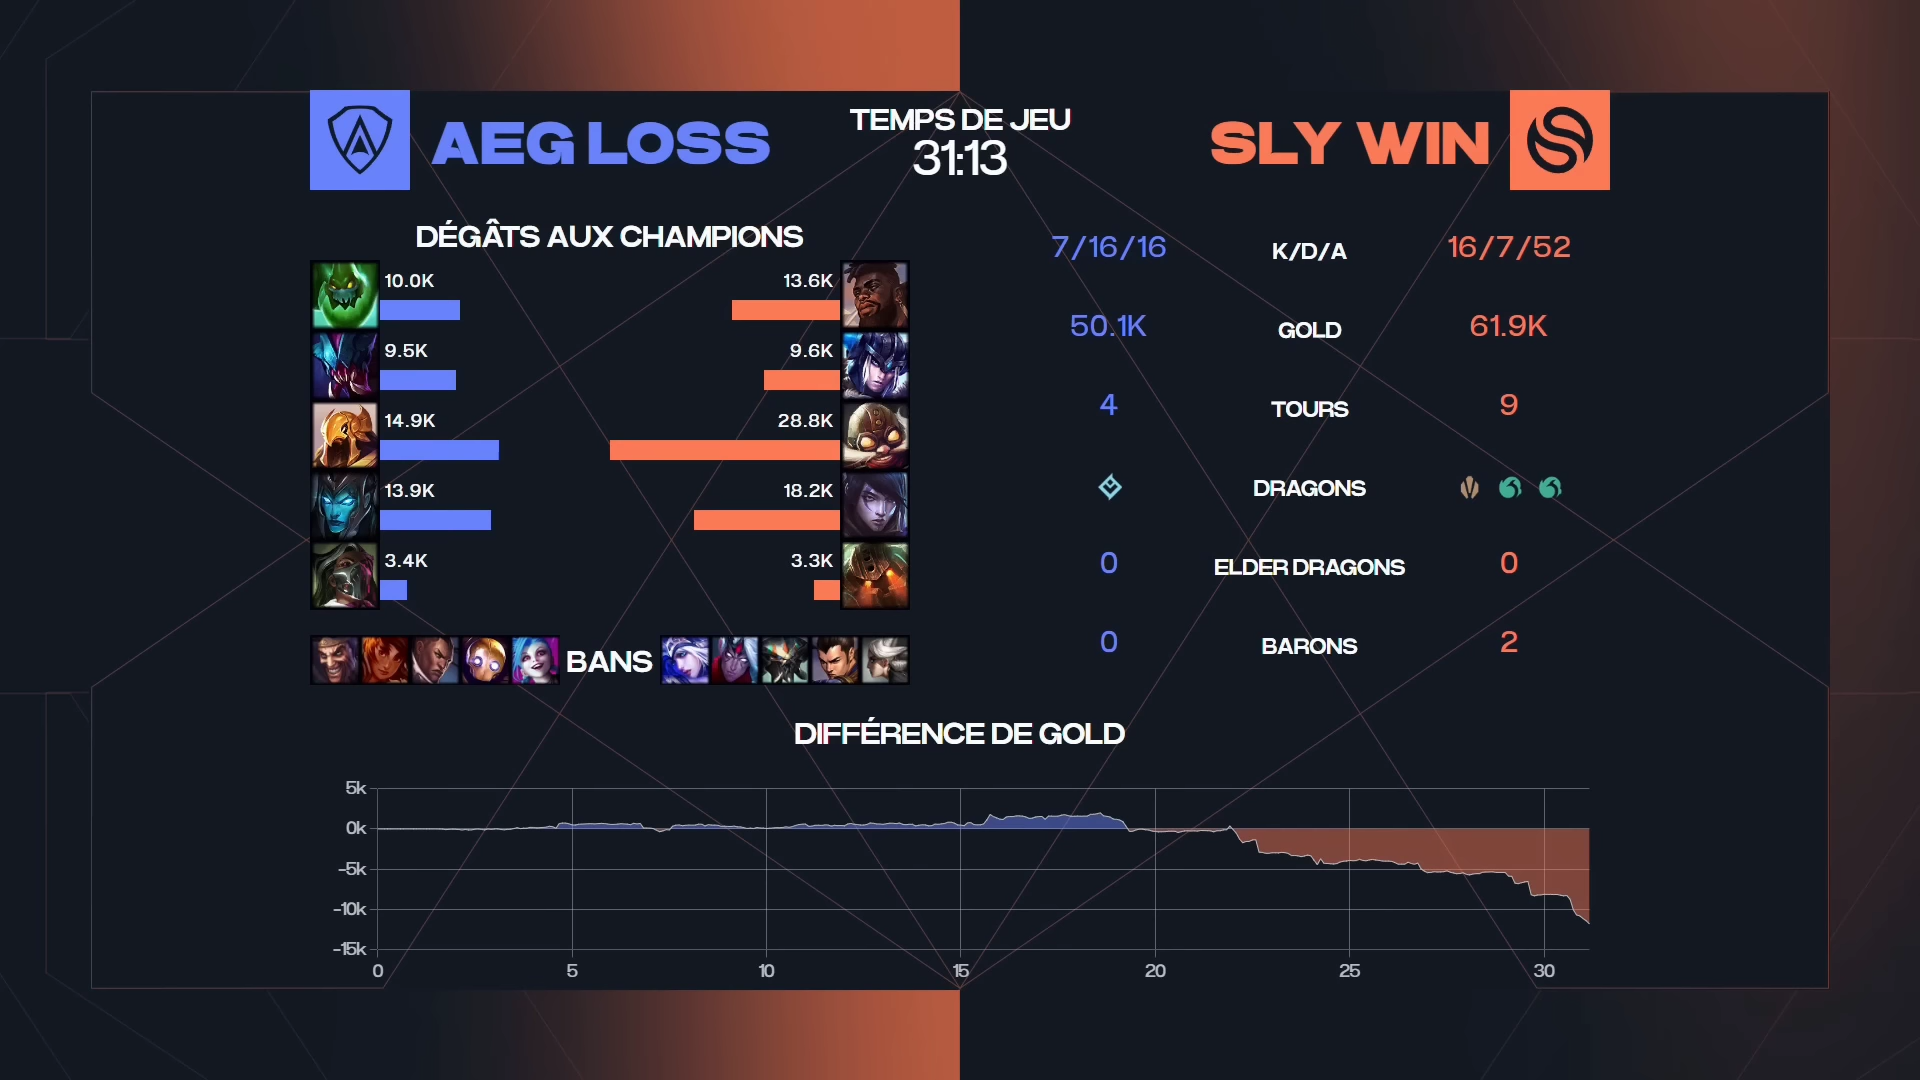 AEG LOSS
TEMPS DE JEU
31:13
SLY WIN
DÉGÂTS AUX CHAMPIONS
10.0K 13.6K
9.5K 9.6K
14.9K 28.8K
13.9K 18.2K
3.4K 3.3K
BANS
7/16/16 K/D/A 16/7/52
50.1K GOLD 61.9K
4 TOURS 9
DRAGONS
0 ELDER DRAGONS 0
0 BARONS 2
DIFFÉRENCE DE GOLD
5k
0k
-5k
-10k
-15k
0 5 10 15 20 25 30